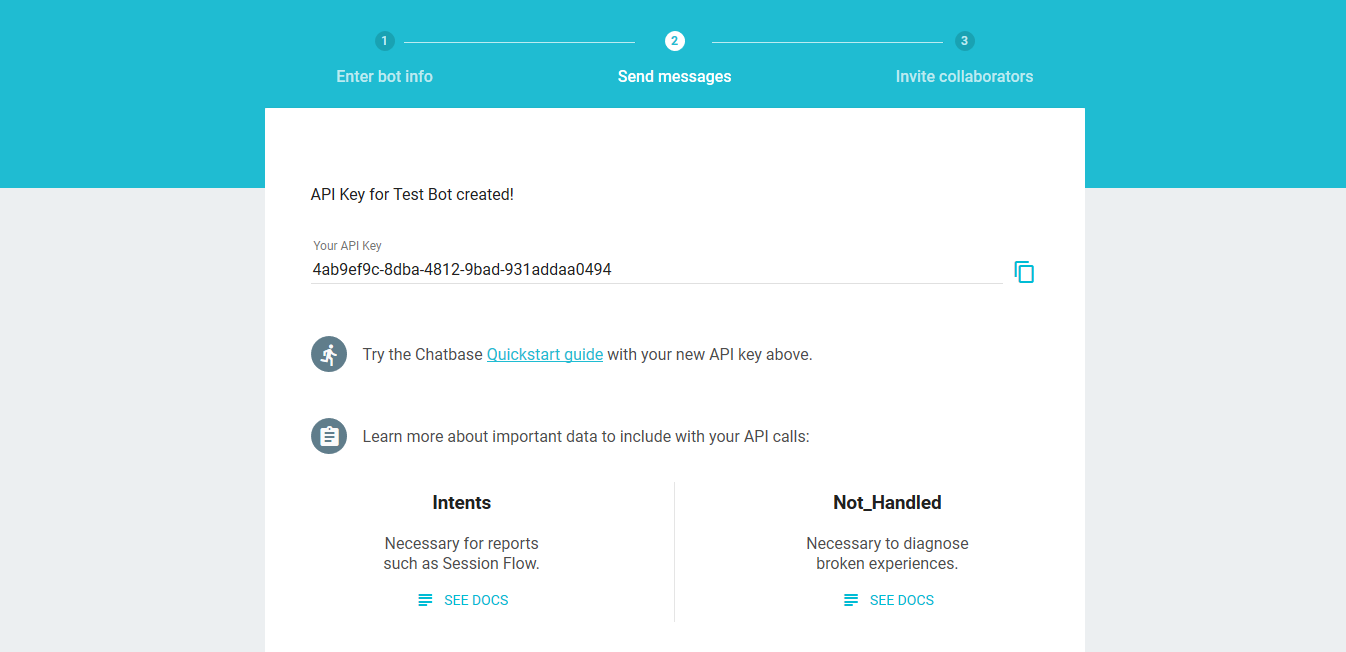 1
2
3
Enter bot info
Send messages
Invite collaborators
API Key for Test Bot created!
Your API Key
4ab9ef9c-8dba-4812-9bad-931addaa0494
Try the Chatbase Quickstart guide with your new API key above.
Learn more about important data to include with your API calls:
Intents
Necessary for reports
such as Session Flow.
SEE DOCS
Not_Handled
Necessary to diagnose
broken experiences.
SEE DOCS